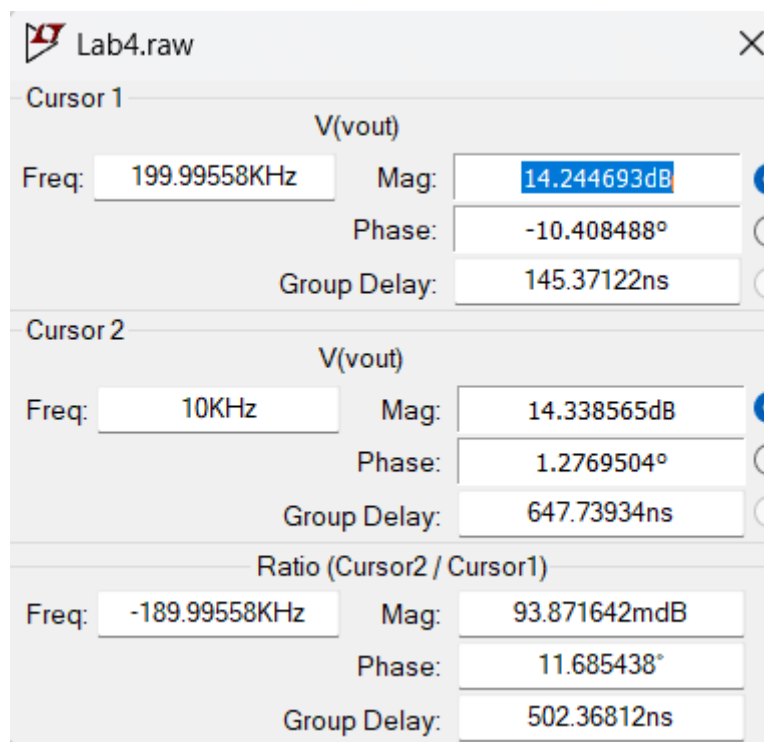 Lab4.raw
Cursor 1
V(vout)
Freq: 199.99558KHz Mag: 14.244693dB
Phase: -10.408488º
Group Delay: 145.37122ns
Cursor 2
V(vout)
Freq: 10KHz Mag: 14.338565dB
Phase: 1.2769504º
Group Delay: 647.73934ns
Ratio (Cursor2 / Cursor1)
Freq: -189.99558KHz Mag: 93.871642mdB
Phase: 11.685438°
Group Delay: 502.36812ns